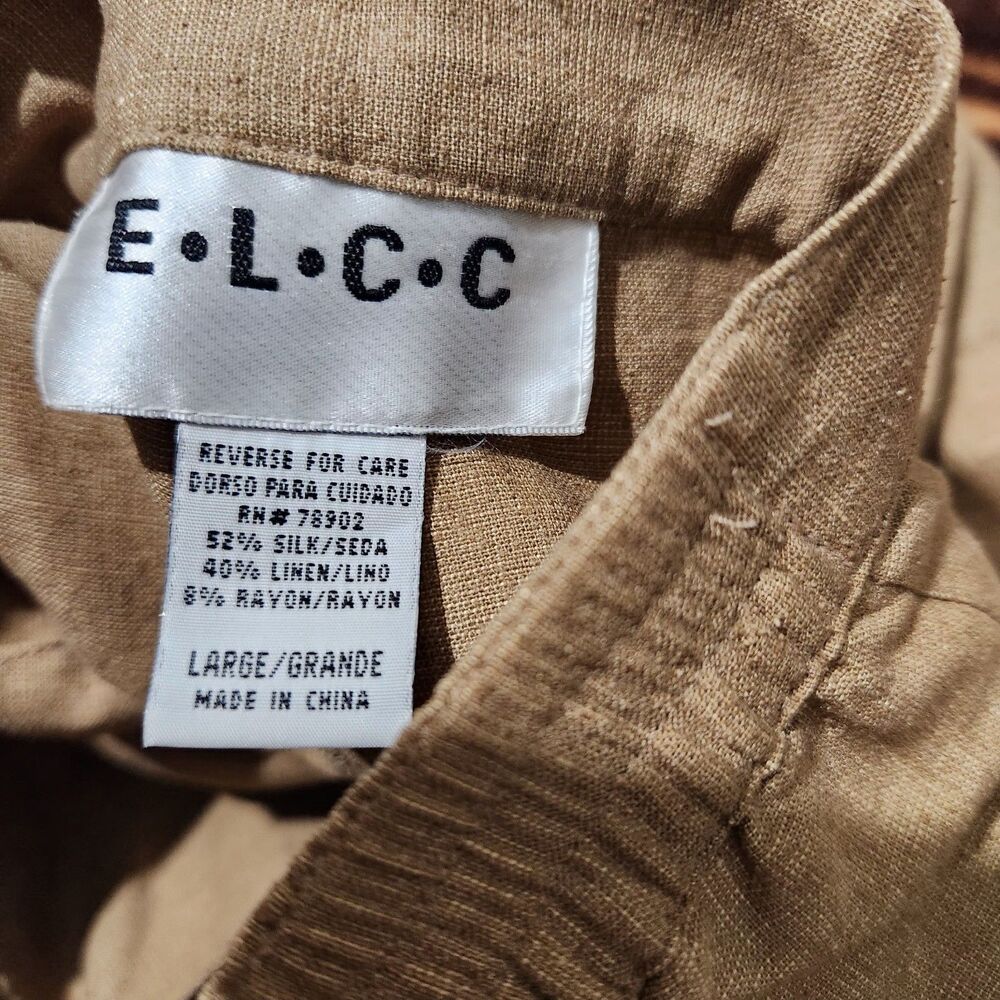 E•L•C•C
REVERSE FOR CARE
DORSO PARA CUIDADO
RN# 78902
52% SILK/SEDA
40% LINEN/LINO
8% RAYON/RAYON
LARGE/GRANDE
MADE IN CHINA